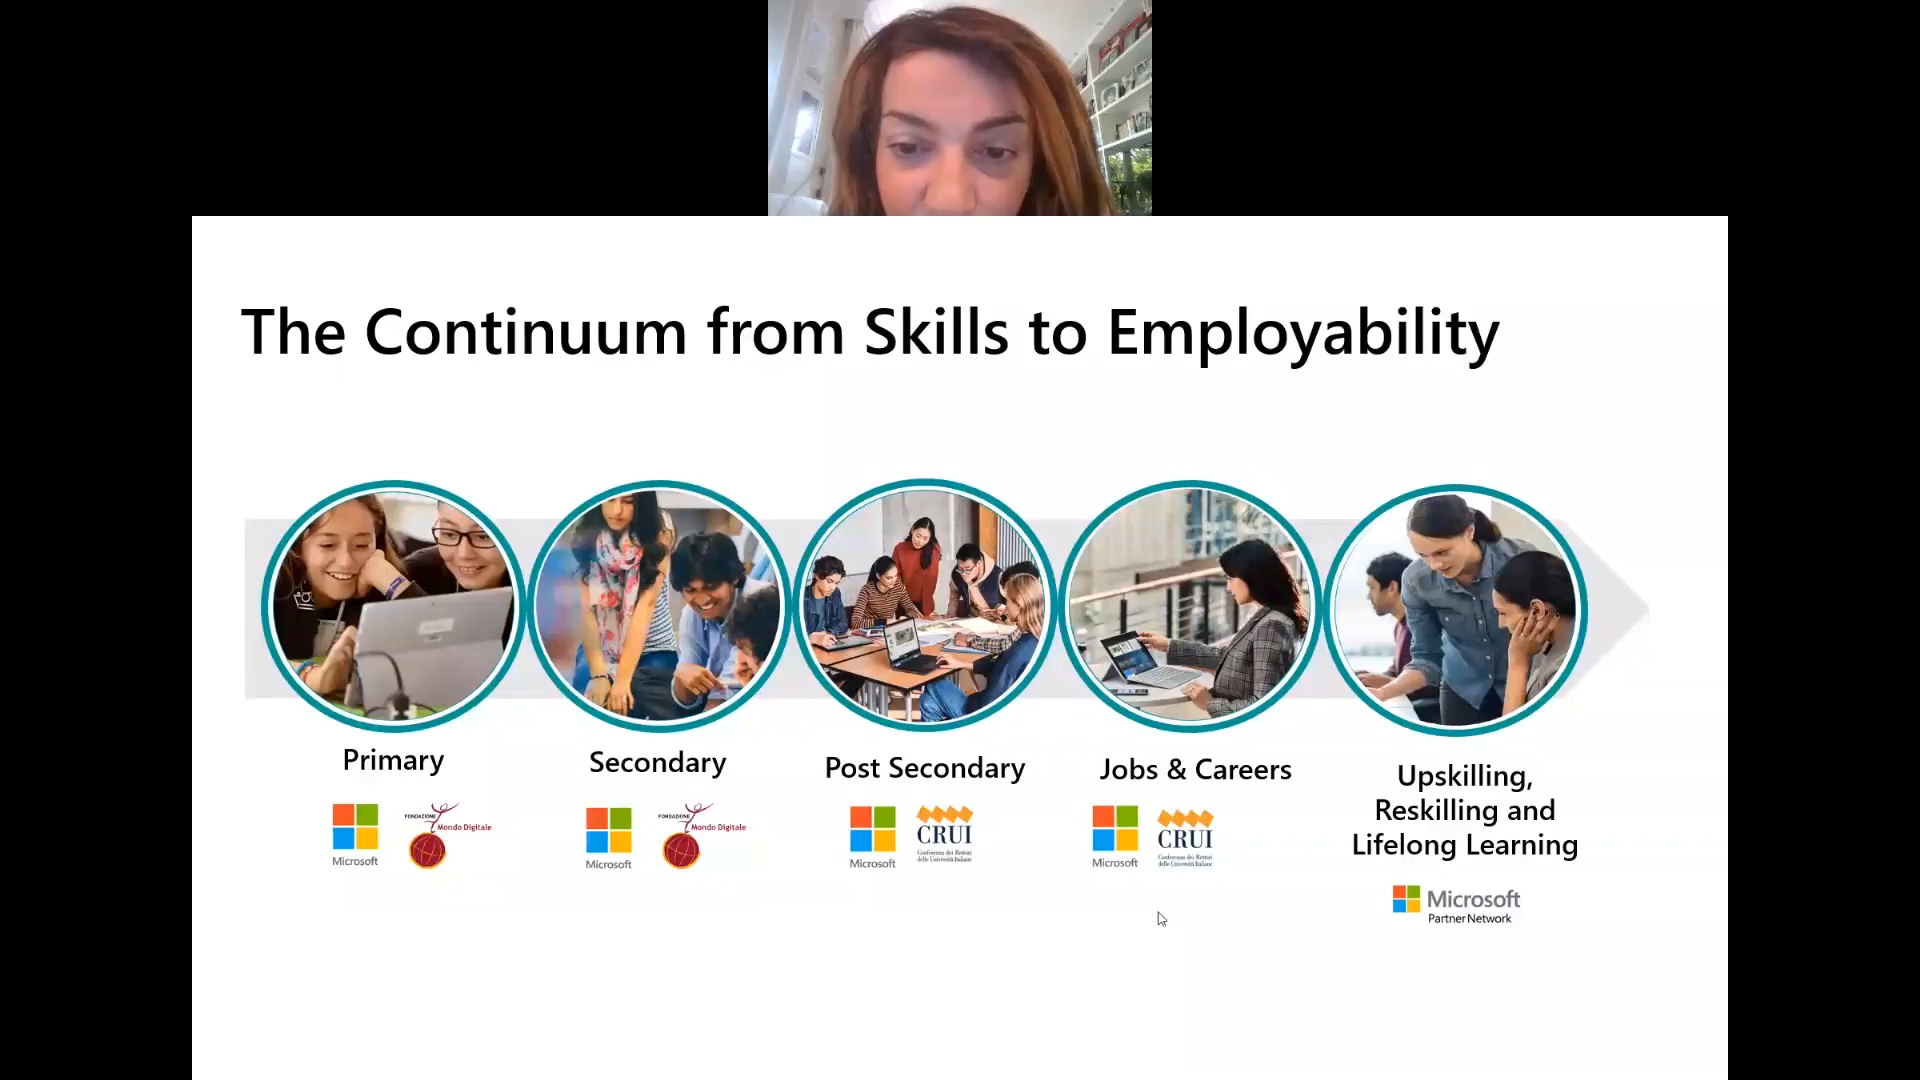 The Continuum from Skills to Employability
Primary
Secondary
Post Secondary
Jobs & Careers
Upskilling,
Reskilling and
Lifelong Learning
Microsoft
FONDAZIONE
Mondo Digitale
Microsoft
FONDAZIONE
Mondo Digitale
Microsoft
CRUI
Conferenza dei Rettori
delle Università Italiane
Microsoft
CRUI
Conferenza dei Rettori
delle Università Italiane
Microsoft
Partner Network